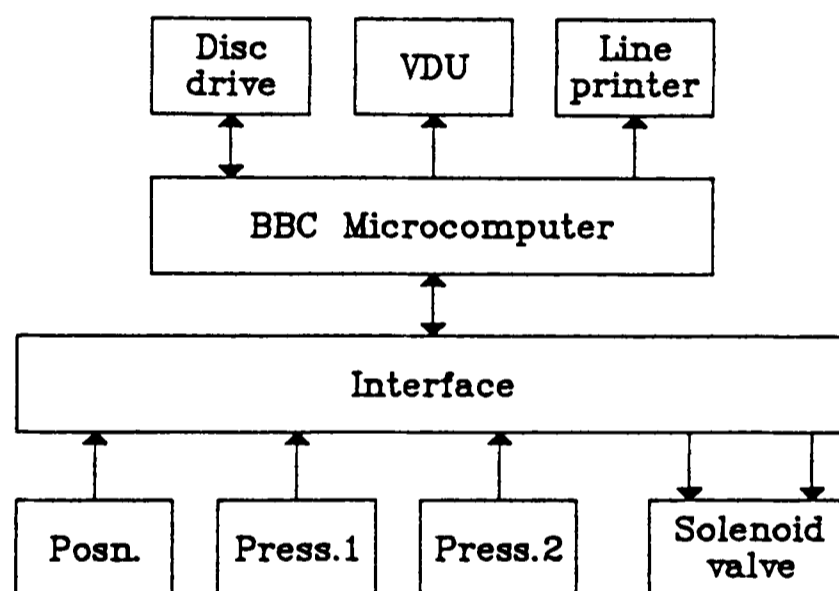 Disc
drive
VDU
Line
printer
BBC Microcomputer
Interface
Posn.
Press.1
Press.2
Solenoid
valve